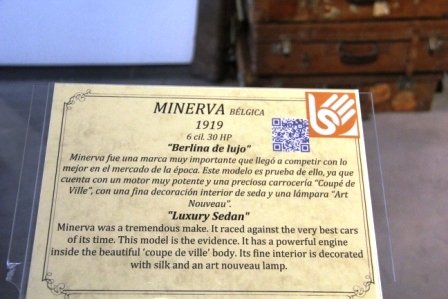 MINERVA BÉLGICA
1919
6 cil. 30 HP
"Berlina de lujo"
Minerva fue una marca muy importante que llegó a competir con lo
mejor en el mercado de la época. Este modelo es prueba de ello, ya que
cuenta con un motor muy potente y una preciosa carrocería "Coupé de
Ville", con una fina decoración interior de seda y una lámpara "Art
Nouveau".
"Luxury Sedan"
Minerva was a tremendous make. It raced against the very best cars
of its time. This model is the evidence. It has a powerful engine
inside the beautiful 'coupe de ville' body. Its fine interior is decorated
with silk and an art nouveau lamp.